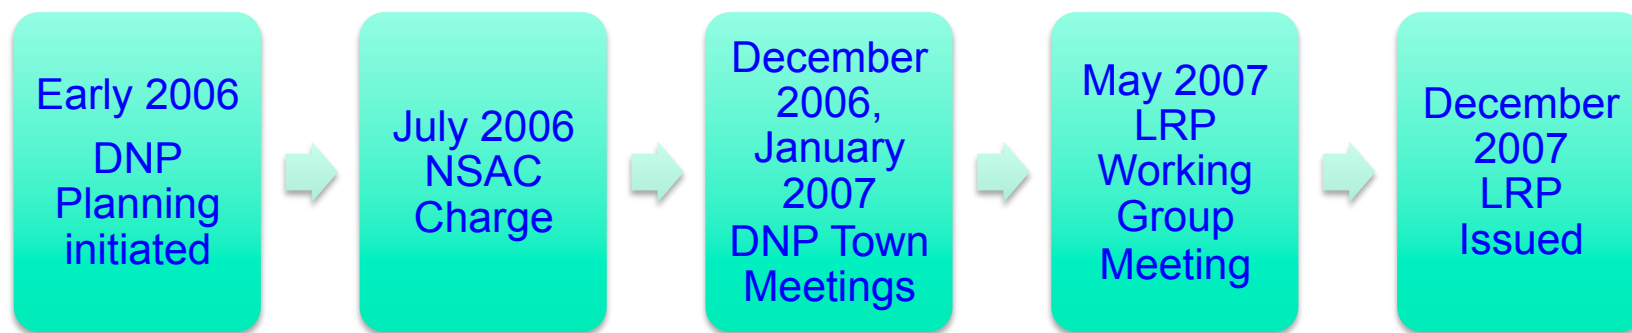 Early 2006
DNP
Planning
initiated
July 2006
NSAC
Charge
December
2006,
January
2007
DNP Town
Meetings
May 2007
LRP
Working
Group
Meeting
December
2007
LRP
Issued